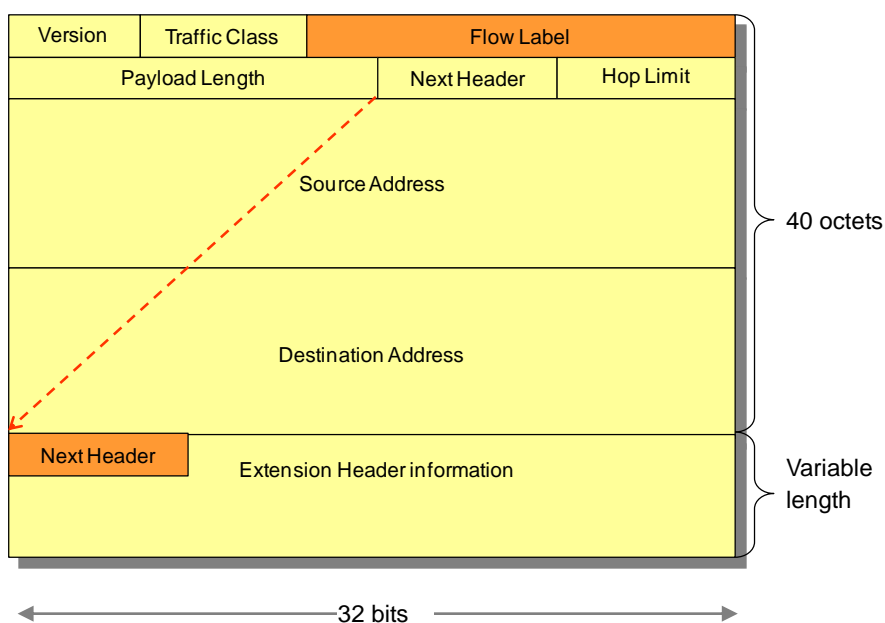 Version
Traffic Class
Flow Label
Payload Length
Next Header
Hop Limit
Source Address
40 octets
Destination Address
Next Header
Extension Header information
Variable
length
32 bits